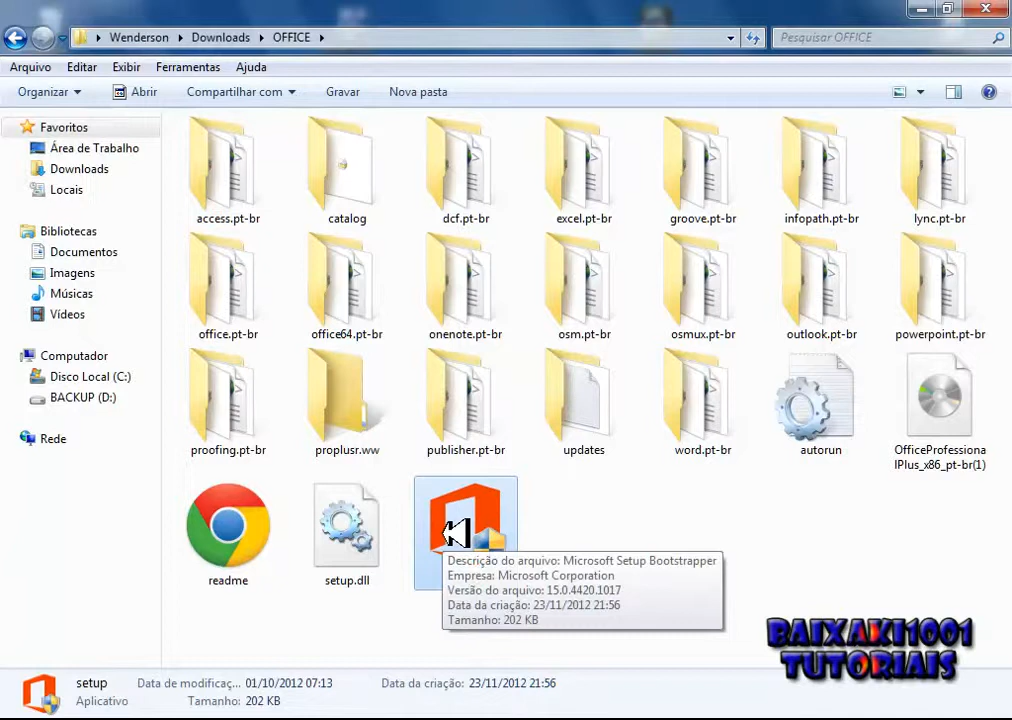 Wenderson Downloads OFFICE
Pesquisar OFFICE
Arquivo Editar Exibir Ferramentas Ajuda
Organizar Abrir Compartilhar com Gravar Nova pasta
Favoritos
Área de Trabalho
Downloads
Locais
Bibliotecas
Documentos
Imagens
Músicas
Vídeos
Computador
Disco Local (C:)
BACKUP (D:)
Rede
access.pt-br catalog dcf.pt-br excel.pt-br groove.pt-br infopath.pt-br lync.pt-br
office.pt-br office64.pt-br onenote.pt-br osm.pt-br osmux.pt-br outlook.pt-br powerpoint.pt-br
proofing.pt-br proplusr.ww publisher.pt-br updates word.pt-br autorun OfficeProfessiona
lPlus_x86_pt-br(1)
readme setup.dll
Descrição do arquivo: Microsoft Setup Bootstrapper
Empresa: Microsoft Corporation
Versão do arquivo: 15.0.4420.1017
Data da criação: 23/11/2012 21:56
Tamanho: 202 KB
BAIXAKI1001
TUTORIAIS
setup Data de modificaç... 01/10/2012 07:13 Data da criação: 23/11/2012 21:56
Aplicativo Tamanho: 202 KB